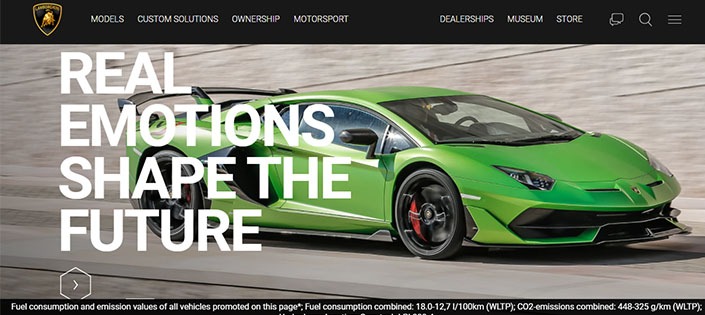 LAMBORGHINI
MODELS CUSTOM SOLUTIONS OWNERSHIP MOTORSPORT DEALERSHIPS MUSEUM STORE
REAL
EMOTIONS
SHAPE THE
FUTURE
Fuel consumption and emission values of all vehicles promoted on this page*; Fuel consumption combined: 18.0-12,7 l/100km (WLTP); CO2-emissions combined: 448-325 g/km (WLTP);